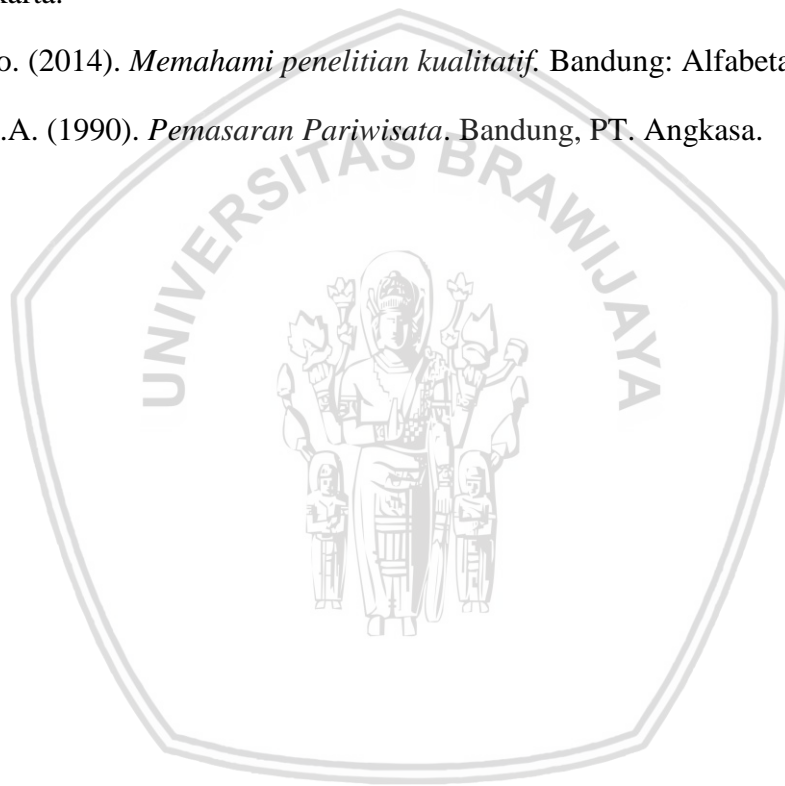 karta.
o. (2014). Memahami penelitian kualitatif. Bandung: Alfabeta
.A. (1990). Pemasaran Pariwisata. Bandung, PT. Angkasa.
UNIVERSITAS BRAWIJAYA